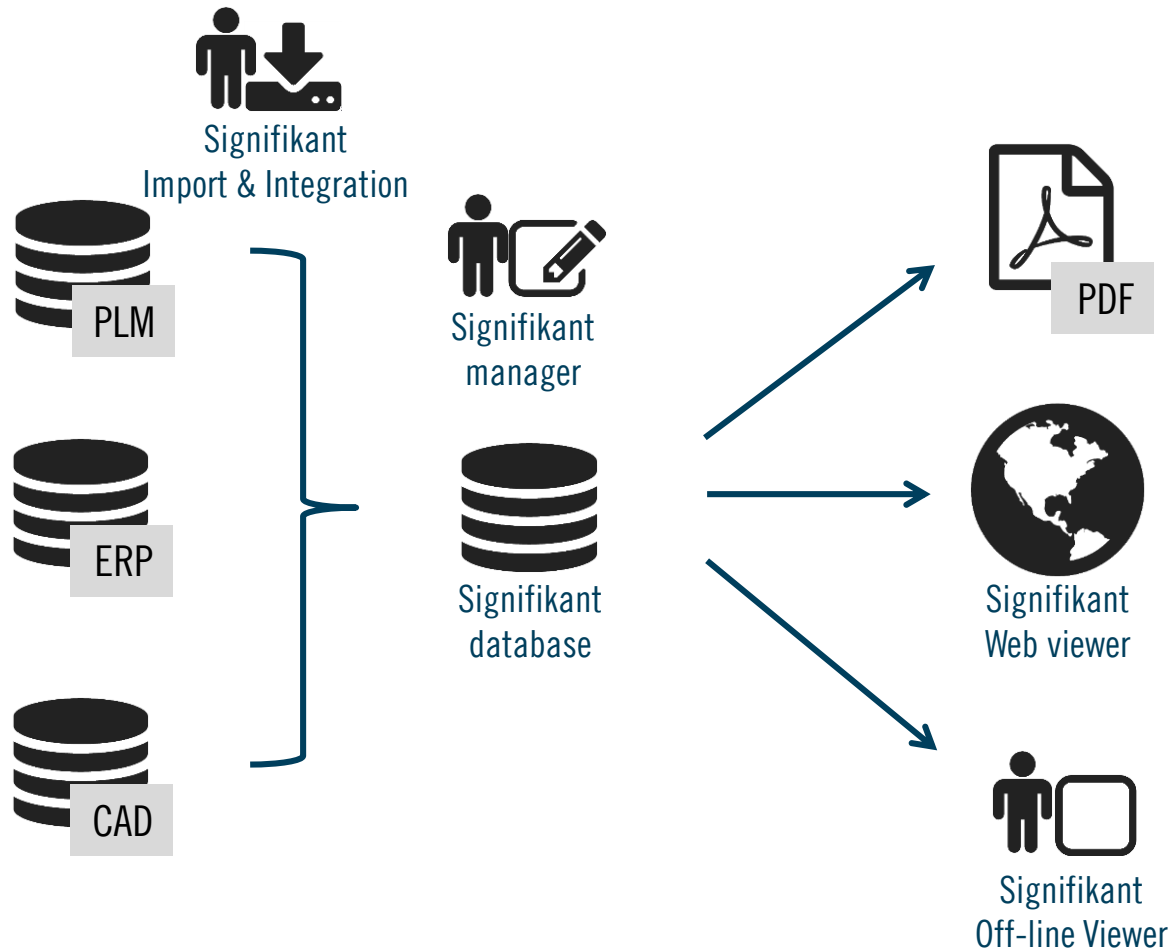 Signifikant
Import & Integration
PLM
ERP
CAD
Signifikant
manager
Signifikant
database
PDF
Signifikant
Web viewer
Signifikant
Off-line Viewer